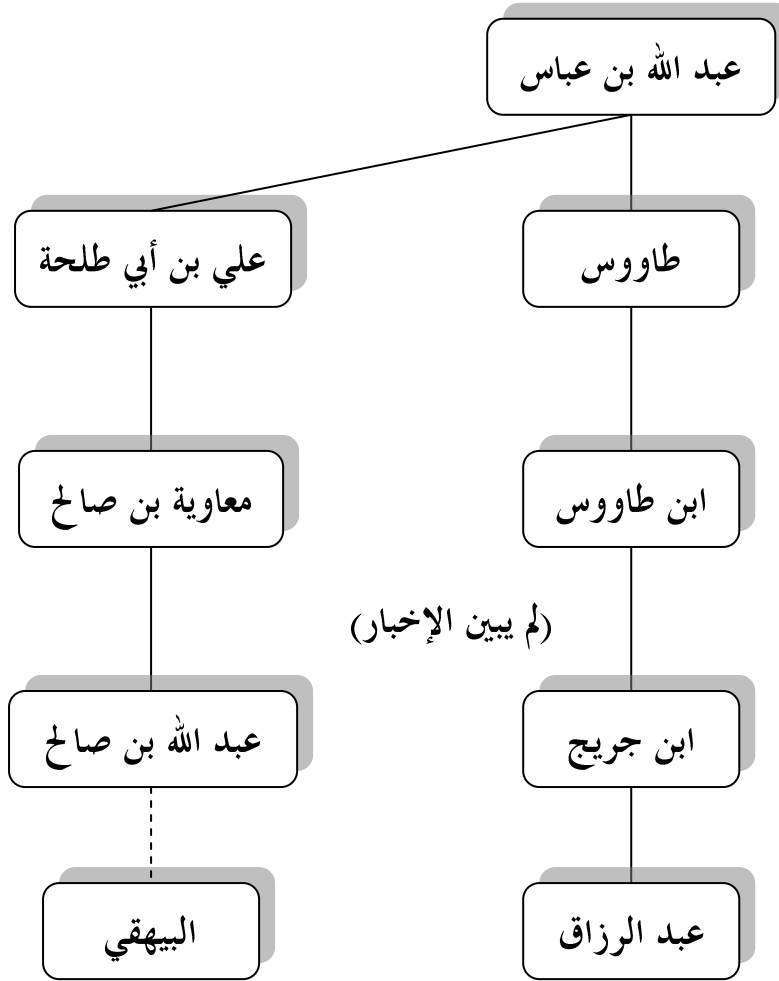 عبد الله بن عباس
طاووس
علي بن أبي طلحة
ابن طاووس
معاوية بن صالح
(لم يبين الإخبار)
ابن جريج
عبد الله بن صالح
عبد الرزاق
البيهقي